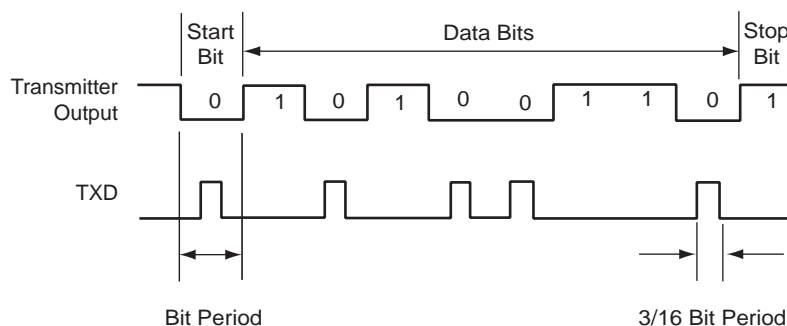 Start
Bit
Data Bits
Stop
Bit
Transmitter
Output
0 1 0 1 0 0 1 1 0 1
TXD
Bit Period
3/16 Bit Period